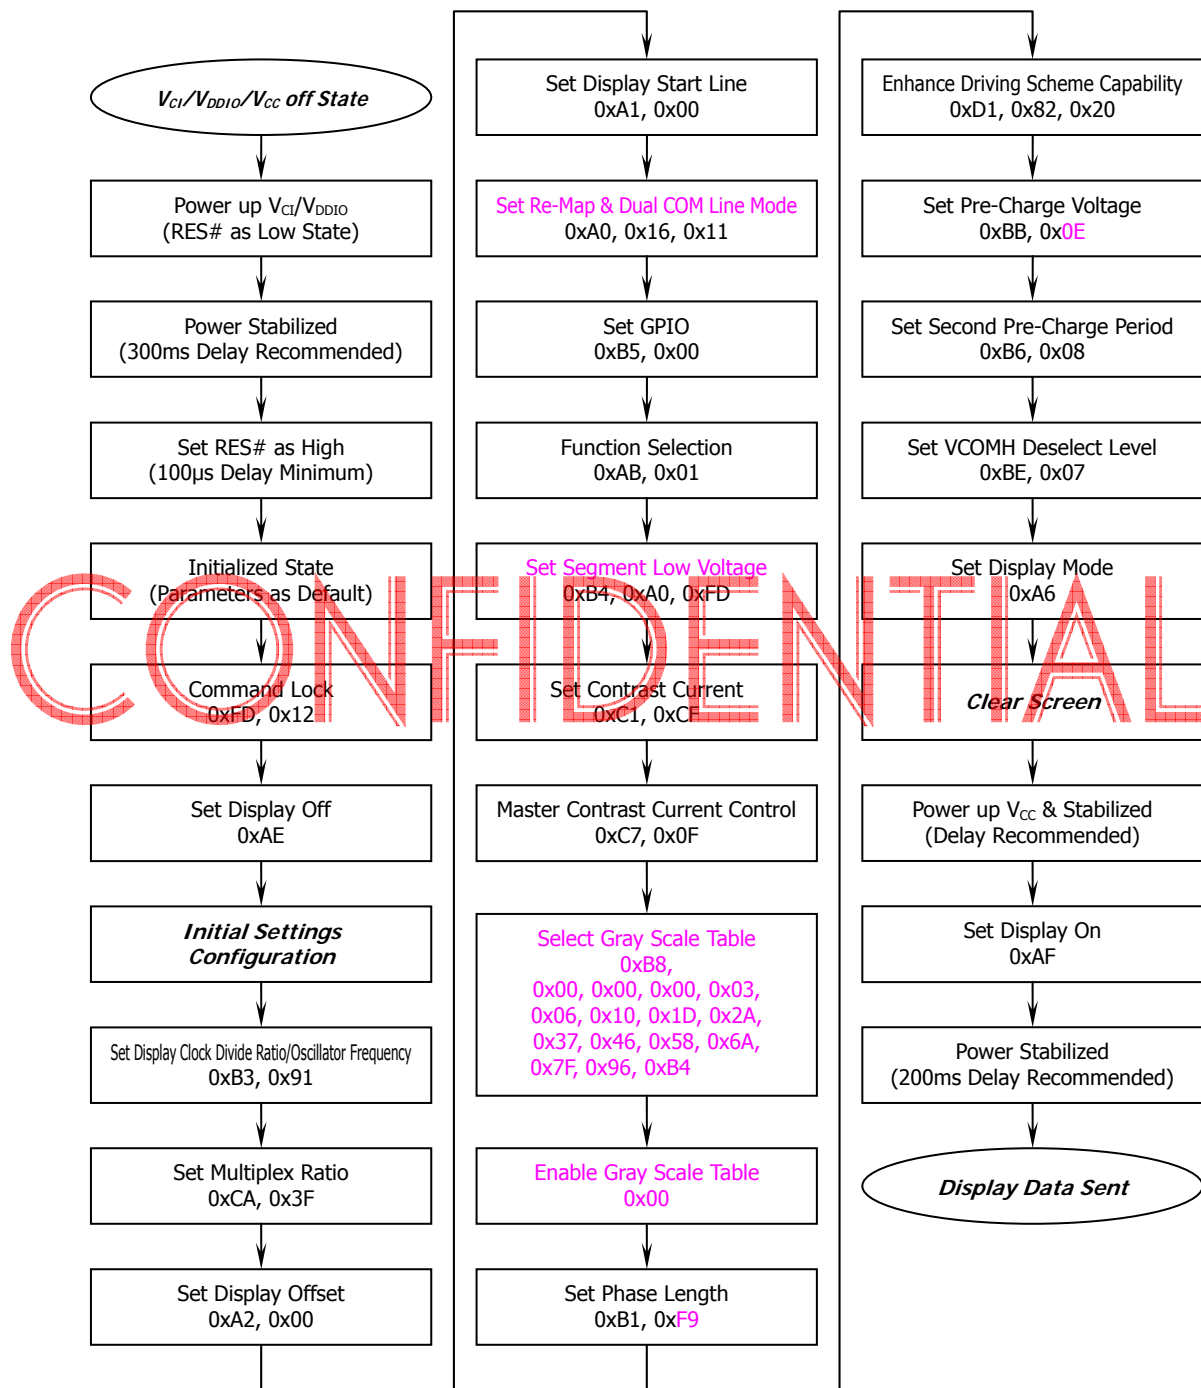 V_CI/V_DDIO/V_CC off State
Power up V_CI/V_DDIO
(RES# as Low State)
Power Stabilized
(300ms Delay Recommended)
Set RES# as High
(100µs Delay Minimum)
Initialized State
(Parameters as Default)
Command Lock
0xFD, 0x12
Set Display Off
0xAE
Initial Settings
Configuration
Set Display Clock Divide Ratio/Oscillator Frequency
0xB3, 0x91
Set Multiplex Ratio
0xCA, 0x3F
Set Display Offset
0xA2, 0x00
Set Display Start Line
0xA1, 0x00
Set Re-Map & Dual COM Line Mode
0xA0, 0x16, 0x11
Set GPIO
0xB5, 0x00
Function Selection
0xAB, 0x01
Set Segment Low Voltage
0xB4, 0xA0, 0xFD
Set Contrast Current
0xC1, 0xCF
Master Contrast Current Control
0xC7, 0x0F
Select Gray Scale Table
0xB8,
0x00, 0x00, 0x00, 0x03,
0x06, 0x10, 0x1D, 0x2A,
0x37, 0x46, 0x58, 0x6A,
0x7F, 0x96, 0xB4
Enable Gray Scale Table
0x00
Set Phase Length
0xB1, 0xF9
Enhance Driving Scheme Capability
0xD1, 0x82, 0x20
Set Pre-Charge Voltage
0xBB, 0x0E
Set Second Pre-Charge Period
0xB6, 0x08
Set VCOMH Deselect Level
0xBE, 0x07
Set Display Mode
0xA6
Clear Screen
Power up V_CC & Stabilized
(Delay Recommended)
Set Display On
0xAF
Power Stabilized
(200ms Delay Recommended)
Display Data Sent
CONFIDENTIAL